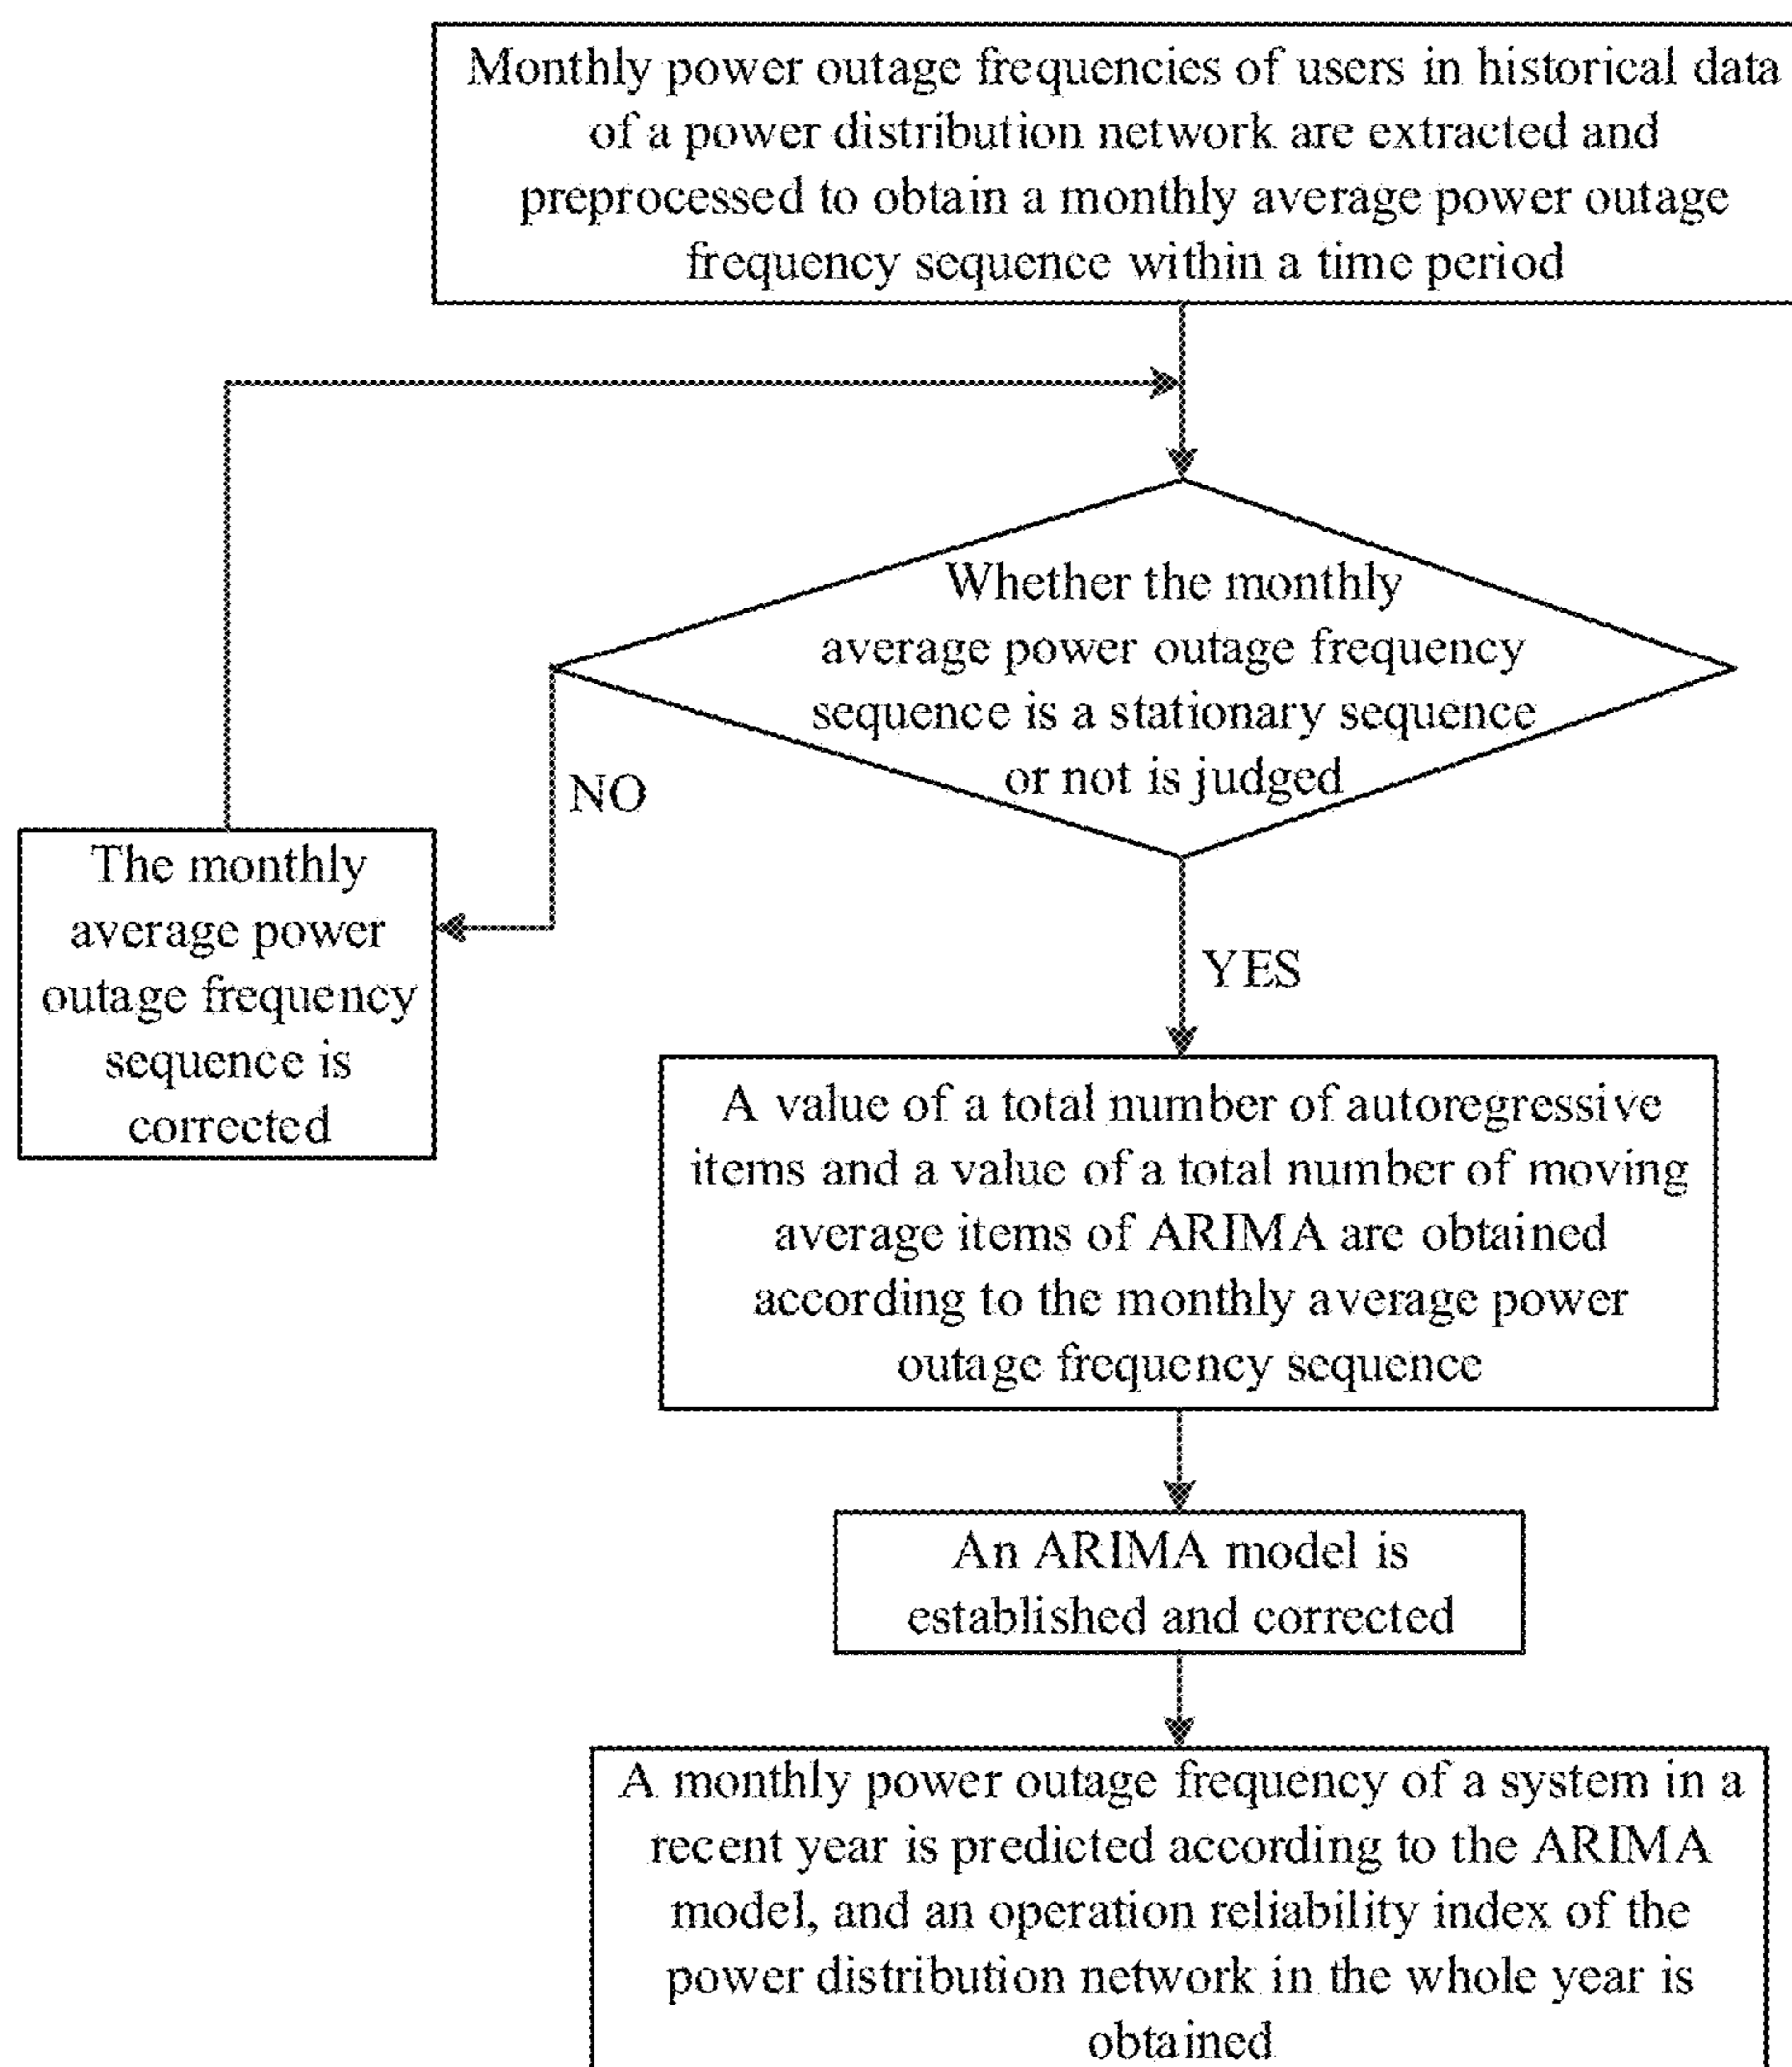 Monthly power outage frequencies of users in historical data
of a power distribution network are extracted and
preprocessed to obtain a monthly average power outage
frequency sequence within a time period
Whether the monthly
average power outage frequency
sequence is a stationary sequence
or not is judged
NO
The monthly
average power
outage frequency
sequence is
corrected
YES
A value of a total number of autoregressive
items and a value of a total number of moving
average items of ARIMA are obtained
according to the monthly average power
outage frequency sequence
An ARIMA model is
established and corrected
A monthly power outage frequency of a system in a
recent year is predicted according to the ARIMA
model, and an operation reliability index of the
power distribution network in the whole year is
obtained